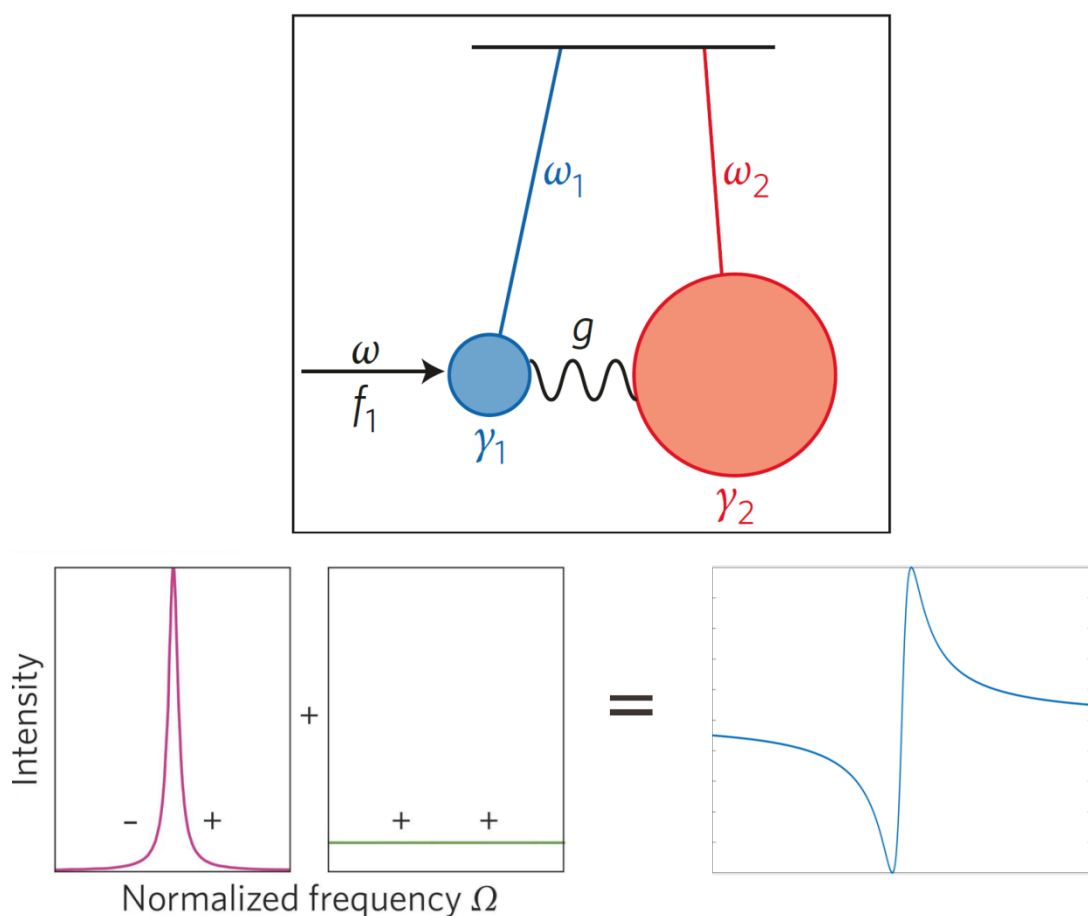 ω₁ ω₂
g
ω
f₁
γ₁
γ₂
Intensity
− +
+
+ +
=
Normalized frequency Ω